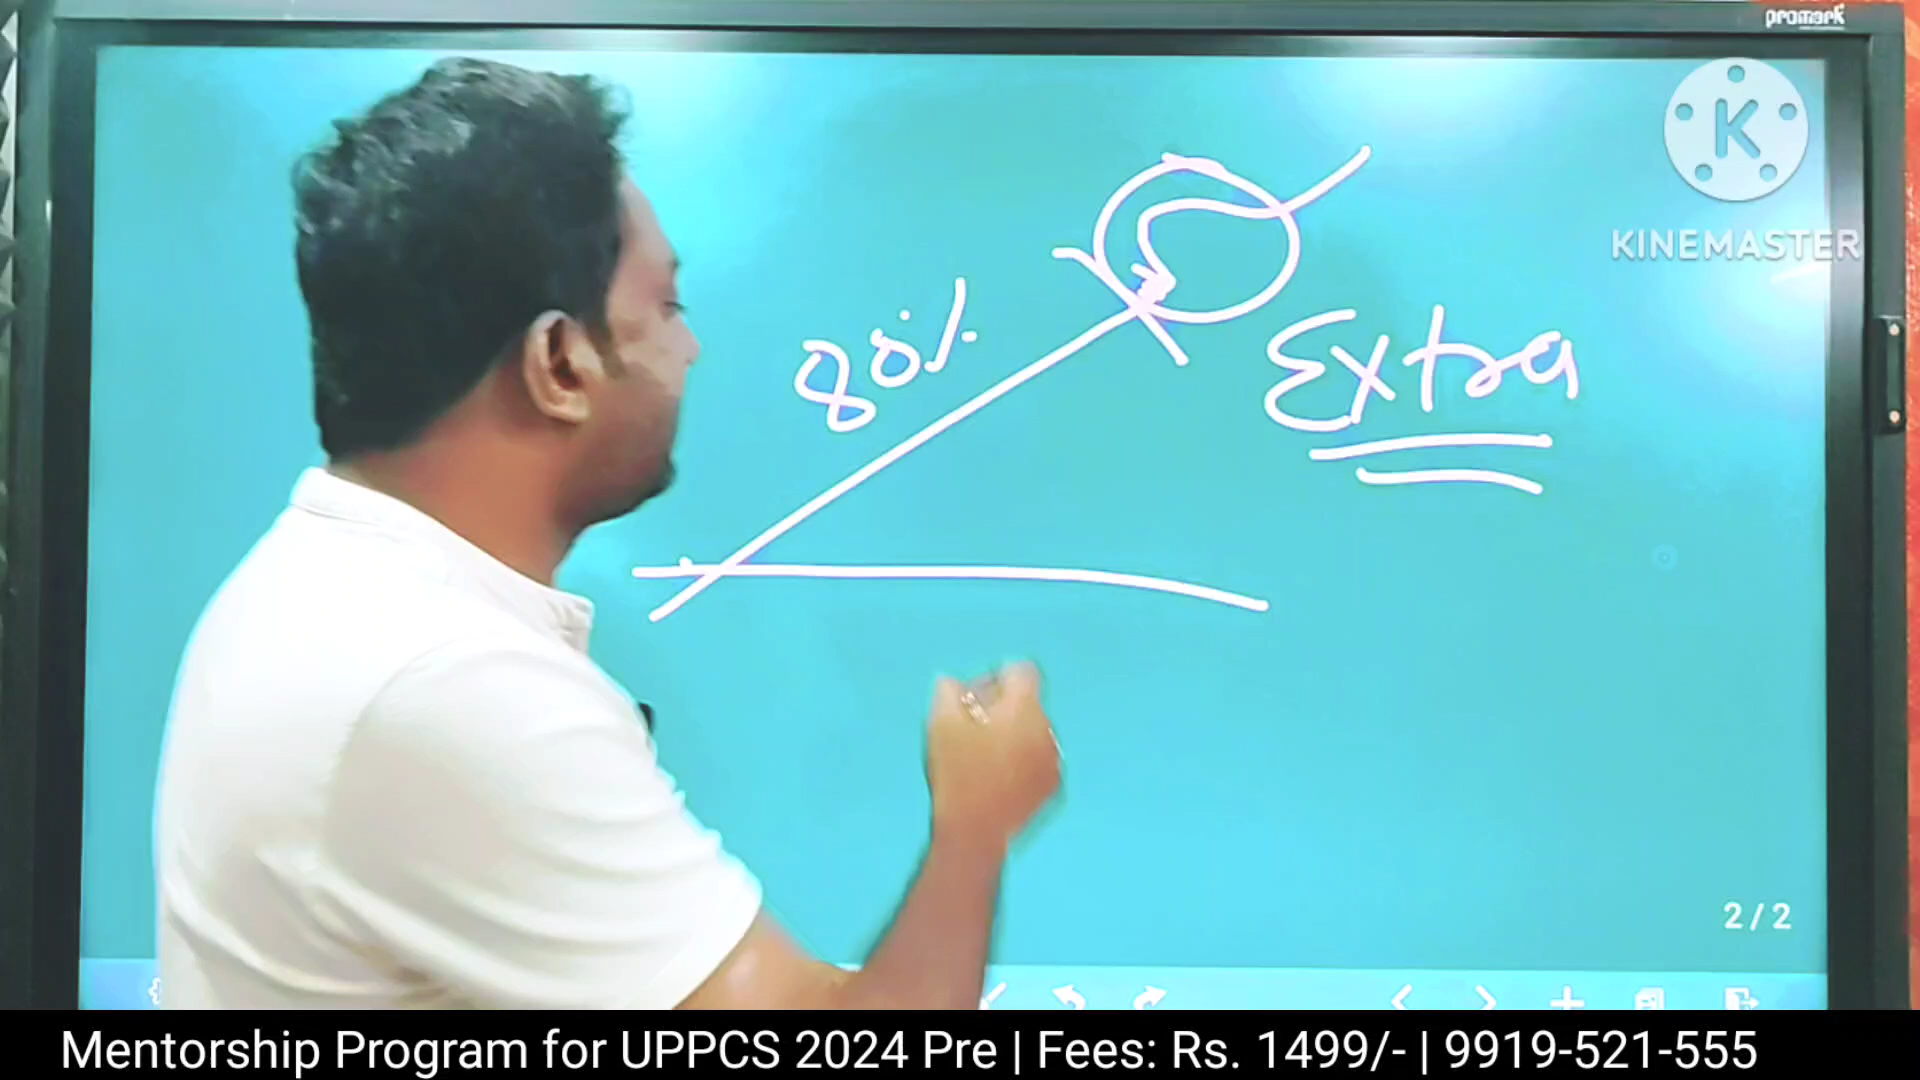 promark
K
KINEMASTER
80%
Extra
2/2
Mentorship Program for UPPCS 2024 Pre | Fees: Rs. 1499/- | 9919-521-555